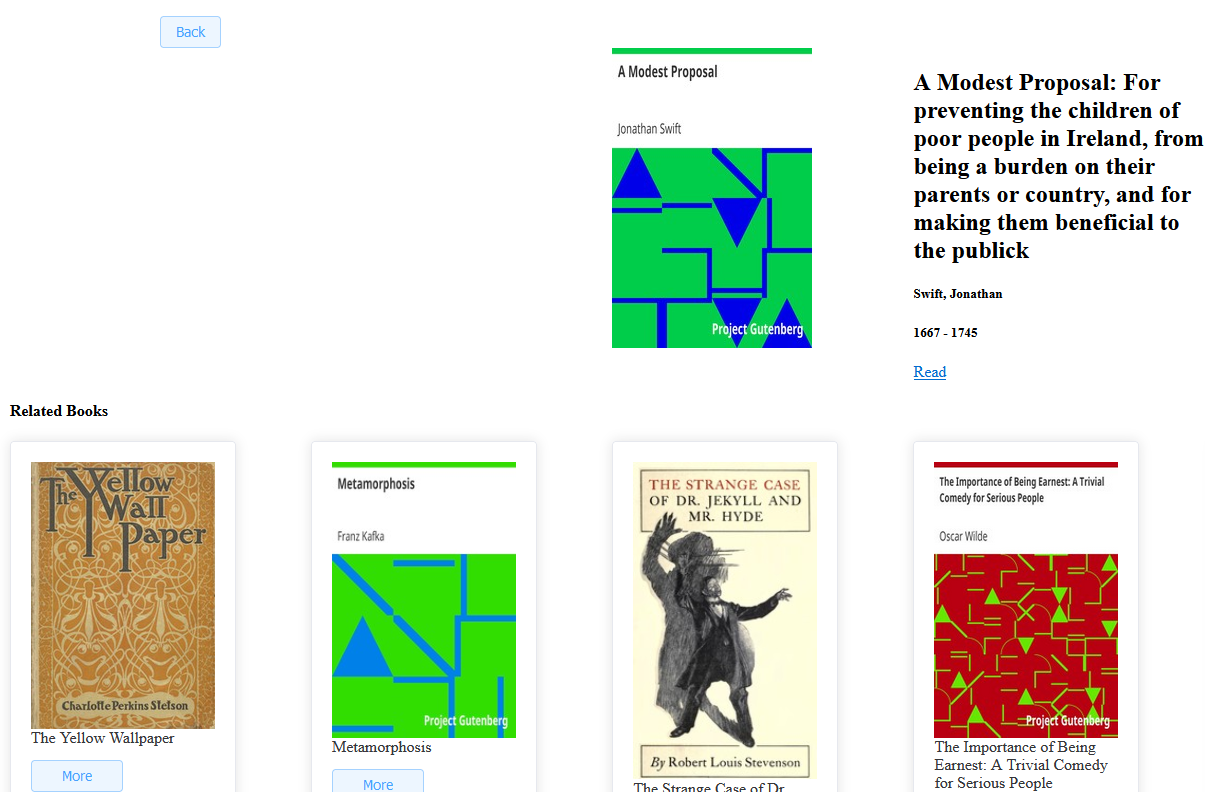 Back
A Modest Proposal
Jonathan Swift
Project Gutenberg
A Modest Proposal: For
preventing the children of
poor people in Ireland, from
being a burden on their
parents or country, and for
making them beneficial to
the publick
Swift, Jonathan
1667 - 1745
Read
Related Books
The Yellow
Wall
Paper
Charlotte Perkins Stetson
The Yellow Wallpaper
More
Metamorphosis
Franz Kafka
Project Gutenberg
Metamorphosis
More
THE STRANGE CASE
OF DR. JEKYLL AND
MR. HYDE
By Robert Louis Stevenson
The Strange Case of Dr.
The Importance of Being Earnest: A Trivial
Comedy for Serious People
Oscar Wilde
Project Gutenberg
The Importance of Being
Earnest: A Trivial Comedy
for Serious People